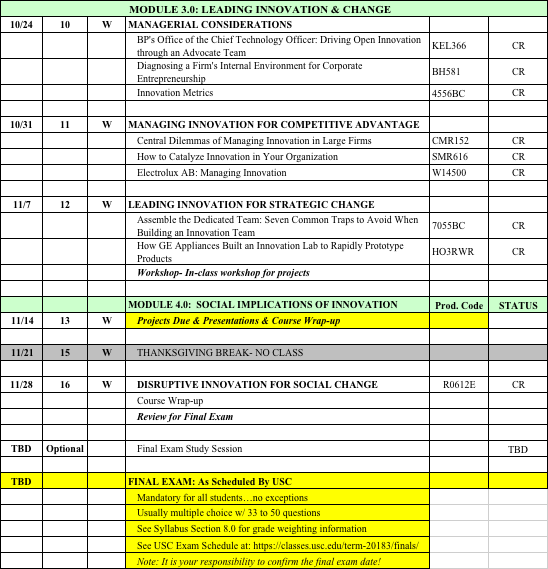 MODULE 3.0: LEADING INNOVATION & CHANGE
10/24 10 W MANAGERIAL CONSIDERATIONS
BP's Office of the Chief Technology Officer: Driving Open Innovation
through an Advocate Team KEL366 CR
Diagnosing a Firm's Internal Environment for Corporate
Entrepreneurship BH581 CR
Innovation Metrics 4556BC CR
10/31 11 W MANAGING INNOVATION FOR COMPETITIVE ADVANTAGE
Central Dilemmas of Managing Innovation in Large Firms CMR152 CR
How to Catalyze Innovation in Your Organization SMR616 CR
Electrolux AB: Managing Innovation W14500 CR
11/7 12 W LEADING INNOVATION FOR STRATEGIC CHANGE
Assemble the Dedicated Team: Seven Common Traps to Avoid When
Building an Innovation Team 7055BC CR
How GE Appliances Built an Innovation Lab to Rapidly Prototype
Products HO3RWR CR
Workshop- In-class workshop for projects
MODULE 4.0: SOCIAL IMPLICATIONS OF INNOVATION Prod. Code STATUS
11/14 13 W Projects Due & Presentations & Course Wrap-up
11/21 15 W THANKSGIVING BREAK- NO CLASS
11/28 16 W DISRUPTIVE INNOVATION FOR SOCIAL CHANGE R0612E CR
Course Wrap-up
Review for Final Exam
TBD Optional Final Exam Study Session TBD
TBD FINAL EXAM: As Scheduled By USC
Mandatory for all students…no exceptions
Usually multiple choice w/ 33 to 50 questions
See Syllabus Section 8.0 for grade weighting information
See USC Exam Schedule at: https://classes.usc.edu/term-20183/finals/
Note: It is your responsibility to confirm the final exam date!